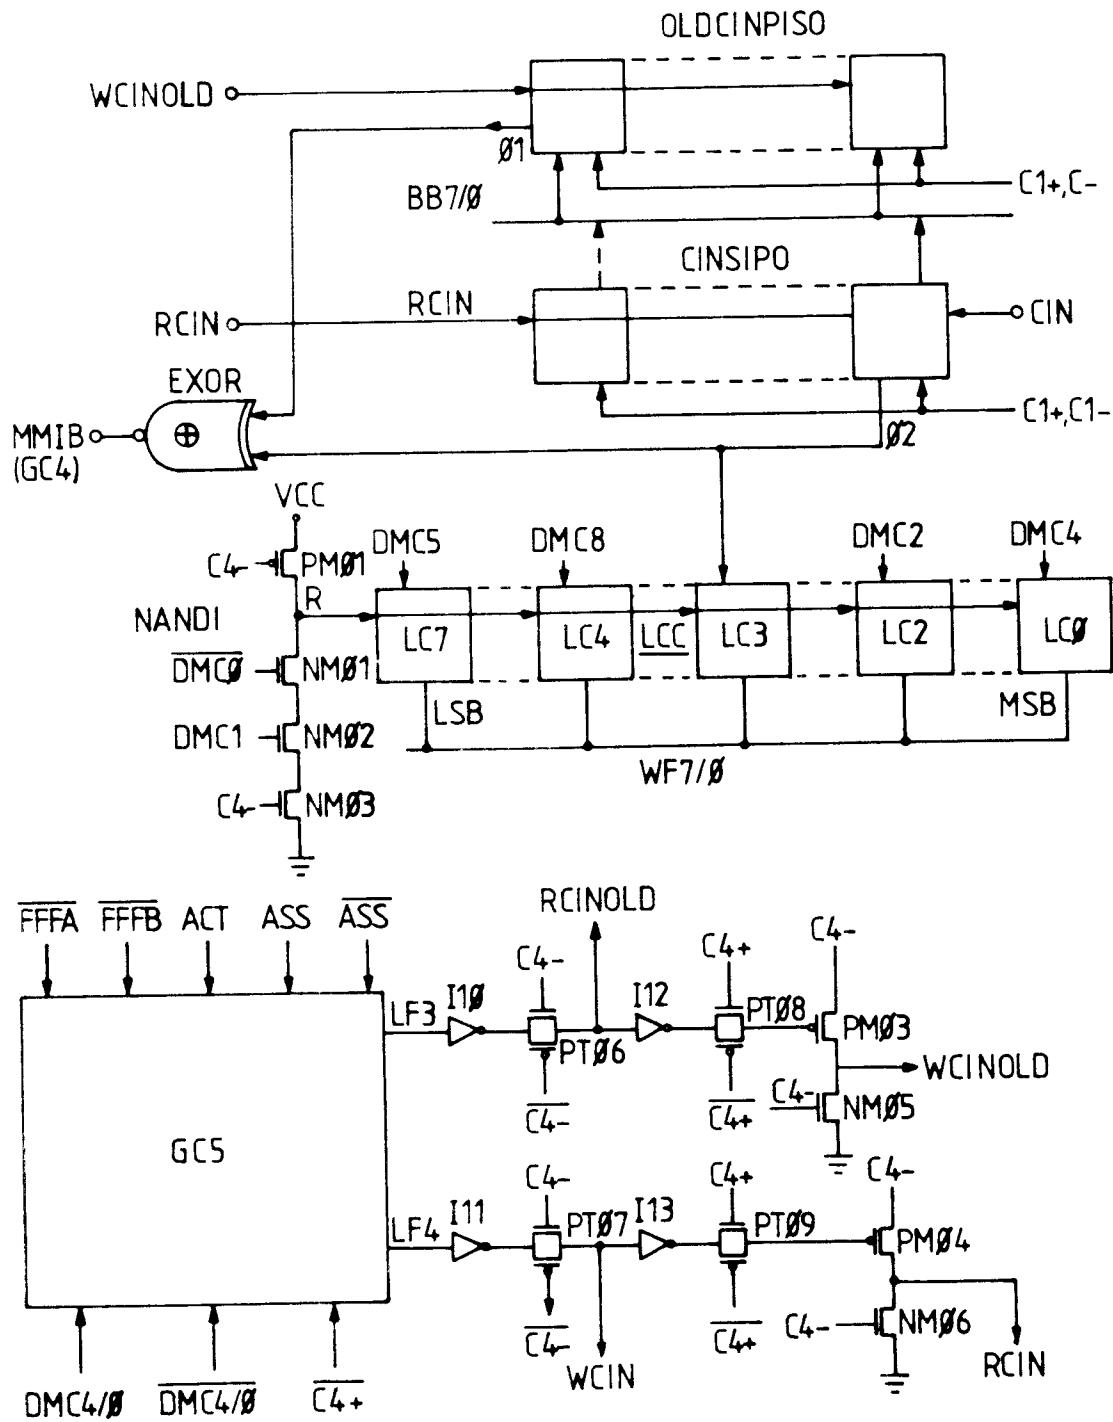 OLDCINPISO
WCINOLD
Ø1
BB7/Ø
C1+,C-
CINSIPO
RCIN
RCIN
CIN
EXOR
C1+,C1-
MMIB
(GC4)
Ø2
VCC
C4-
PMØ1
DMC5
DMC8
DMC2
DMC4
R
NANDI
LC7
LC4
LCC
LC3
LC2
LCØ
DMCØ
NMØ1
LSB
MSB
DMC1
NMØ2
WF7/Ø
C4-
NMØ3
FFFA
FFFB
ACT
ASS
ASS
RCINOLD
C4-
C4+
C4-
LF3
I1Ø
I12
PTØ6
PTØ8
PMØ3
WCINOLD
C4-
C4+
C4-
NMØ5
GC5
C4-
C4+
C4-
LF4
I11
PTØ7
I13
PTØ9
PMØ4
C4-
C4+
C4-
NMØ6
WCIN
RCIN
DMC4/Ø
DMC4/Ø
C4+